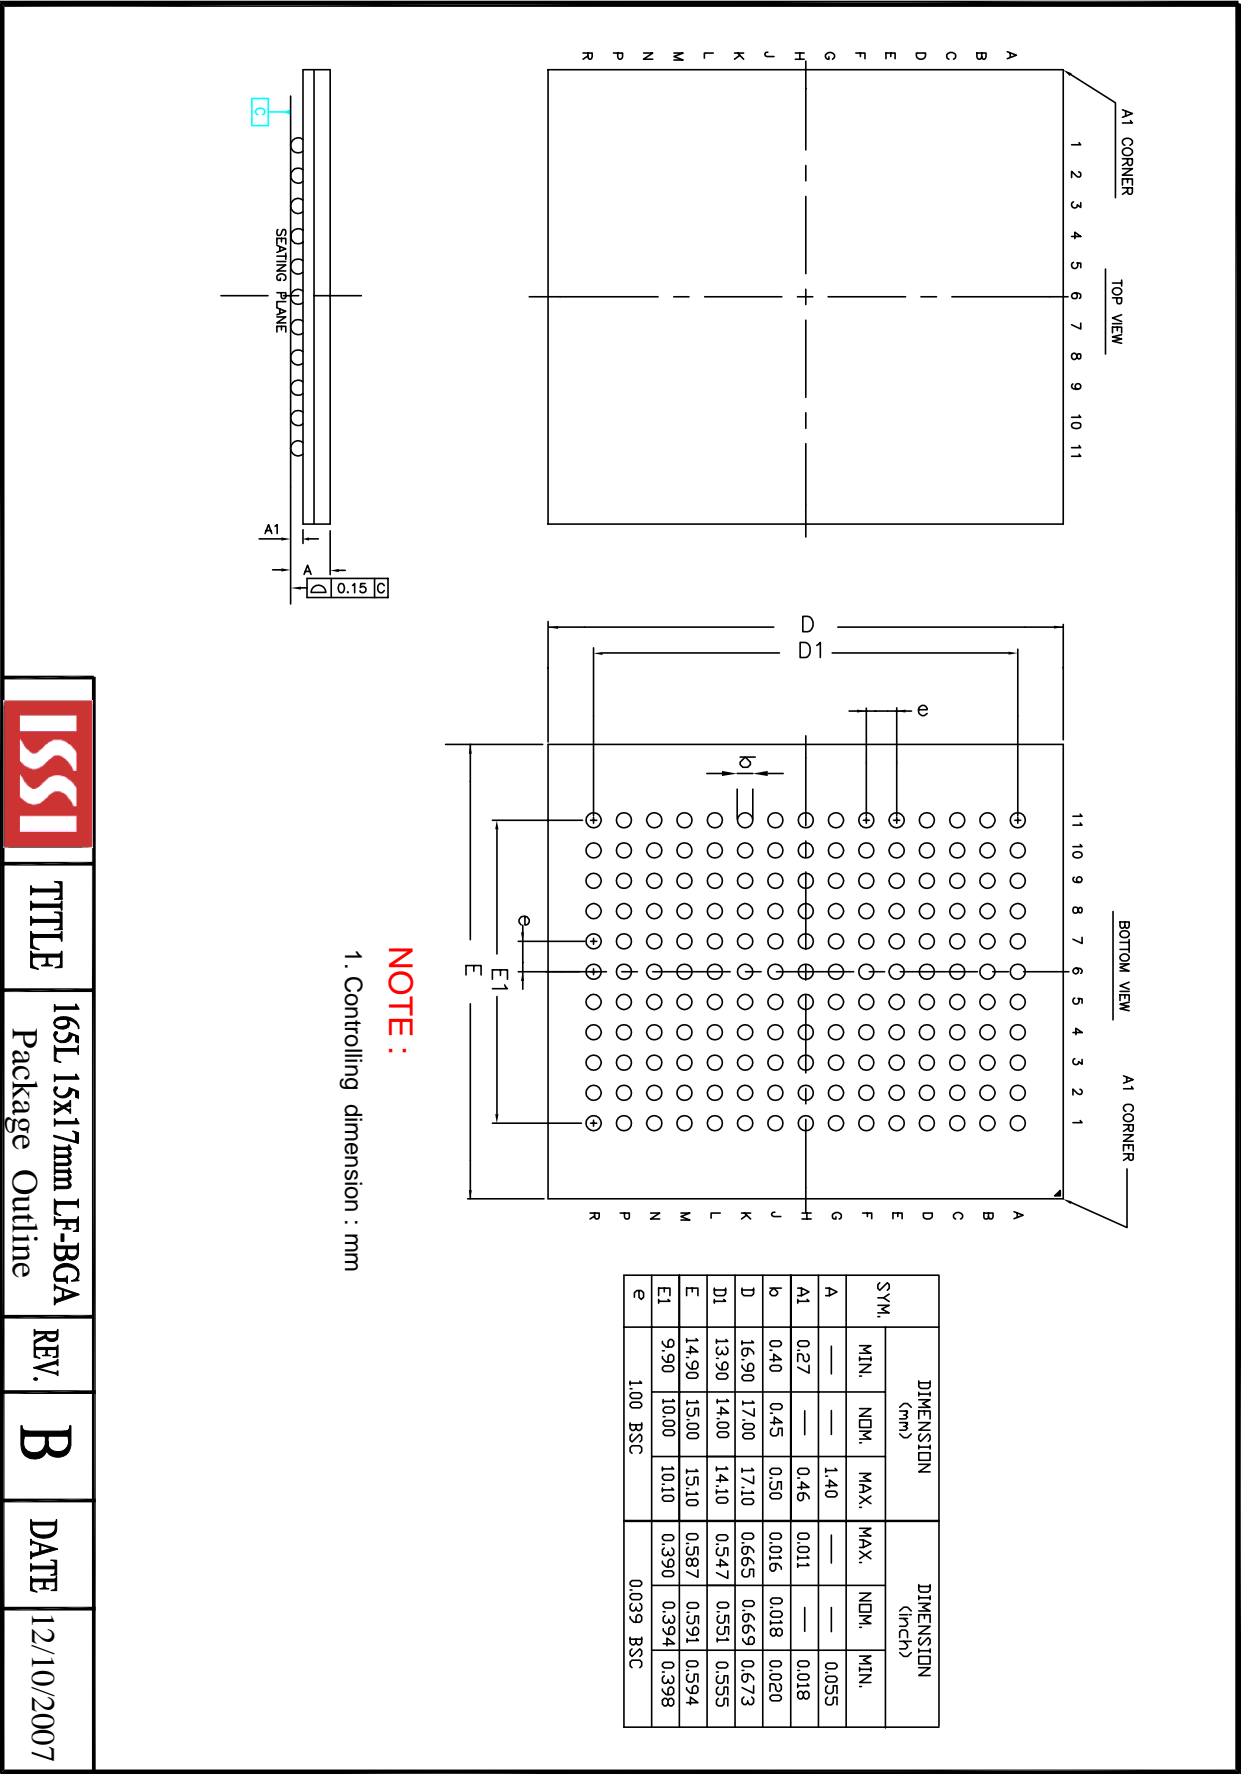 A1 CORNER
TOP VIEW
1 2 3 4 5 6 7 8 9 10 11
A
B
C
D
E
F
G
H
J
K
L
M
N
P
R
BOTTOM VIEW
A1 CORNER
11 10 9 8 7 6 5 4 3 2 1
A
B
C
D
E
F
G
H
J
K
L
M
N
P
R
D
D1
e
b
e
E1
E
C
SEATING PLANE
A1
A
0.15 C
NOTE :
1. Controlling dimension : mm
SYM. DIMENSION (mm) DIMENSION (inch)
MIN. NOM. MAX. MAX. NOM. MIN.
A — — 1.40 — — 0.055
A1 0.27 — 0.46 0.011 — 0.018
b 0.40 0.45 0.50 0.016 0.018 0.020
D 16.90 17.00 17.10 0.665 0.669 0.673
D1 13.90 14.00 14.10 0.547 0.551 0.555
E 14.90 15.00 15.10 0.587 0.591 0.594
E1 9.90 10.00 10.10 0.390 0.394 0.398
e 1.00 BSC 0.039 BSC
ISSI
TITLE
165L 15x17mm LF-BGA
Package Outline
REV.
B
DATE
12/10/2007